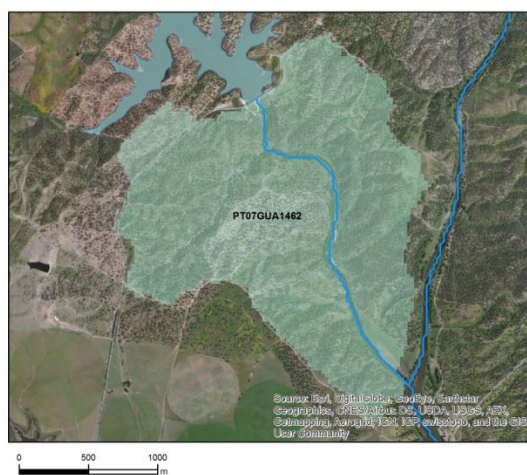 PT07GUA1462
Source: Esri, DigitalGlobe, GeoEye, Earthstar
Geographics, CNES/Airbus DS, USDA, USGS, AEX,
Getmapping, Aerogrid, IGN, IGP, swisstopo, and the GIS
User Community
0 500 1000
m